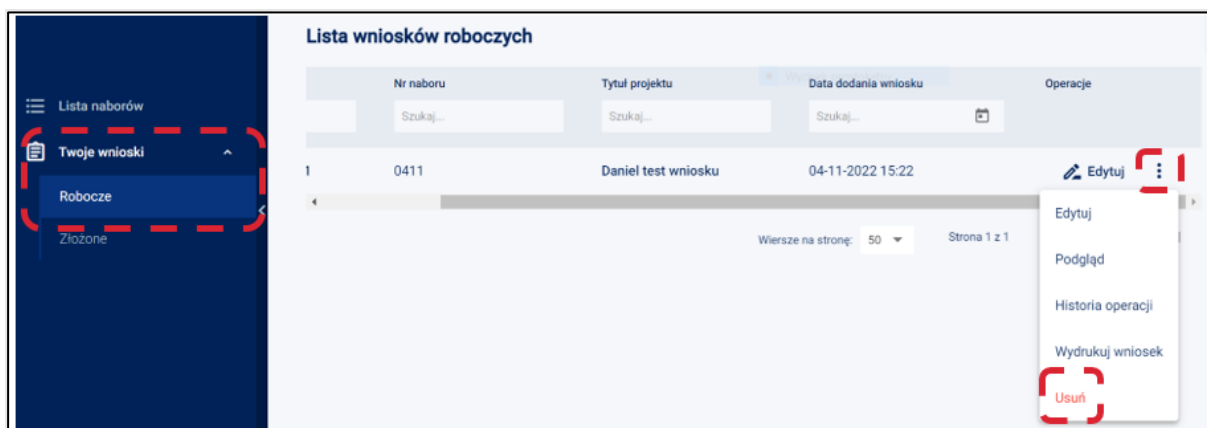 Lista wniosków roboczych
Nr naboru Tytuł projektu Data dodania wniosku Operacje
Lista naborów
Szukaj... Szukaj... Szukaj...
Twoje wnioski
1 0411 Daniel test wniosku 04-11-2022 15:22 Edytuj
Robocze
Edytuj
Złożone
Wiersze na stronę: 50 Strona 1 z 1
Podgląd
Historia operacji
Wydrukuj wniosek
Usuń